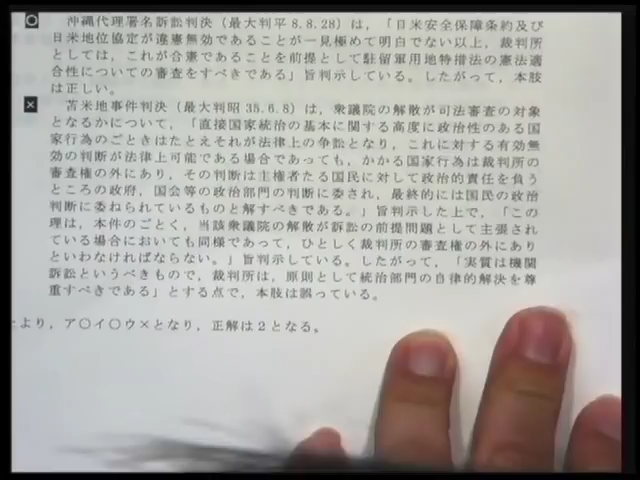 ○ 沖縄代理署名訴訟判決（最大判平8.8.28）は，「日米安全保障条約及び
日米地位協定が違憲無効であることが一見極めて明白でない以上，裁判所
としては，これが合憲であることを前提として駐留軍用地特措法の憲法適
合性についての審査をすべきである」旨判示している。したがって，本肢
は正しい。
× 苫米地事件判決（最大判昭35.6.8）は，衆議院の解散が司法審査の対象
となるかについて，「直接国家統治の基本に関する高度に政治性のある国
家行為のごときはたとえそれが法律上の争訟となり，これに対する有効無
効の判断が法律上可能である場合であっても，かかる国家行為は裁判所の
審査権の外にあり，その判断は主権者たる国民に対して政治的責任を負う
ところの政府，国会等の政治部門の判断に委され，最終的には国民の政治
判断に委ねられているものと解すべきである。」旨判示した上で，「この
理は，本件のごとく，当該衆議院の解散が訴訟の前提問題として主張され
ている場合においても同様であって，ひとしく裁判所の審査権の外にあり
といわなければならない。」旨判示している。したがって，「実質は機関
訴訟というべきもので，裁判所は，原則として統治部門の自律的解決を尊
重すべきである」とする点で，本肢は誤っている。
より，ア○イ○ウ×となり，正解は2となる。